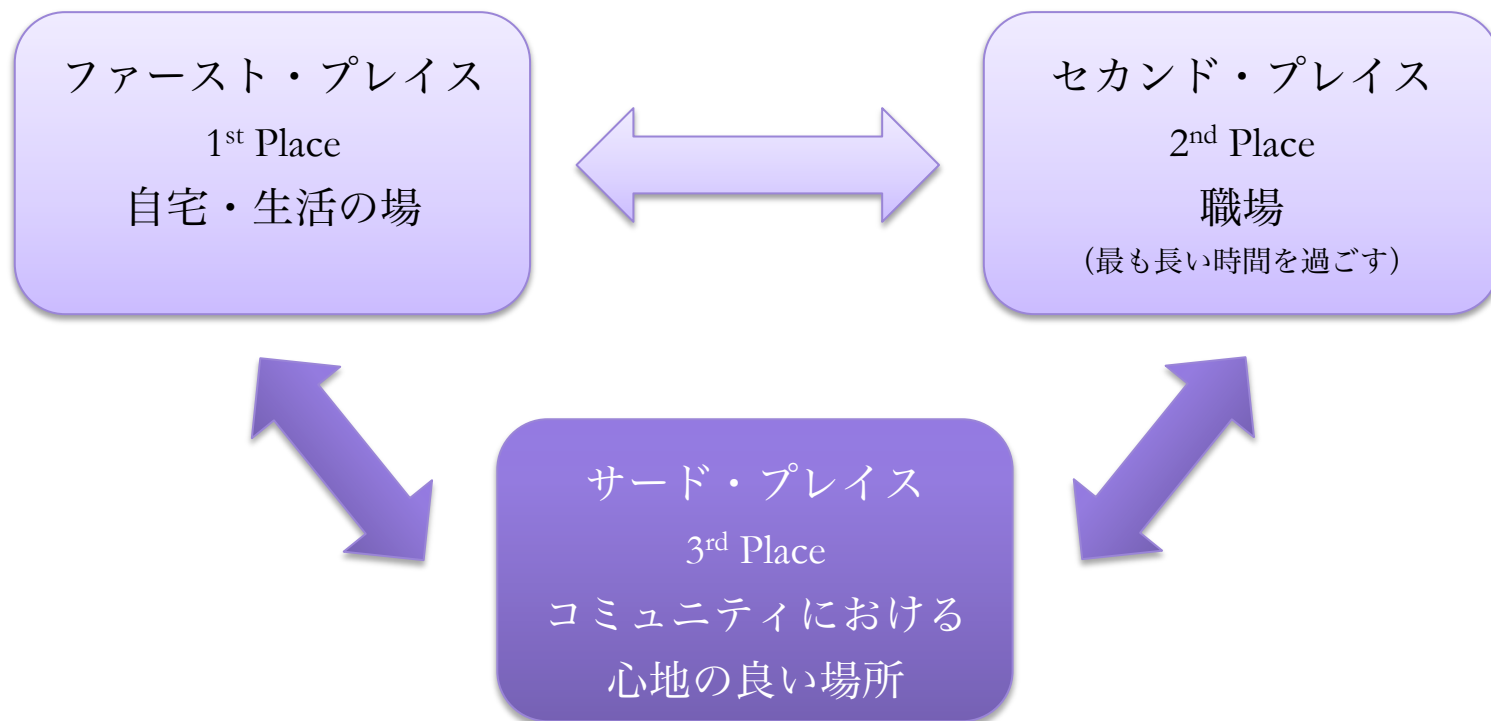 ファースト・プレイス
1st Place
自宅・生活の場
セカンド・プレイス
2nd Place
職場
（最も長い時間を過ごす）
サード・プレイス
3rd Place
コミュニティにおける
心地の良い場所